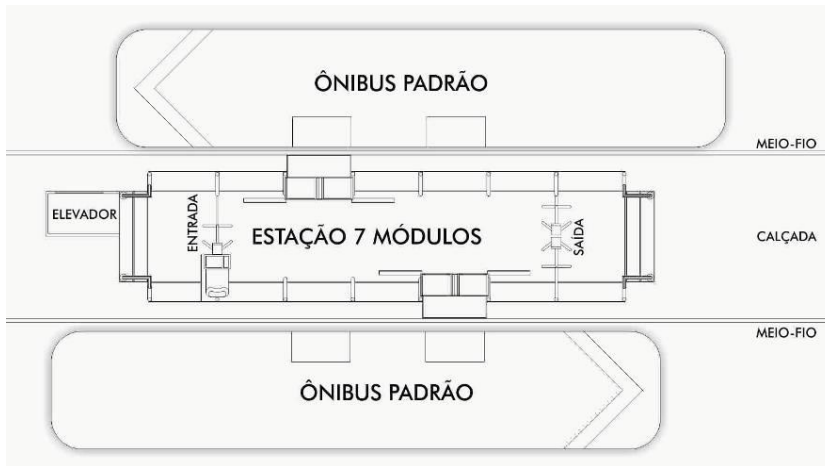 ÔNIBUS PADRÃO
MEIO-FIO
ELEVADOR
ENTRADA
ESTAÇÃO 7 MÓDULOS
SAÍDA
CALÇADA
MEIO-FIO
ÔNIBUS PADRÃO